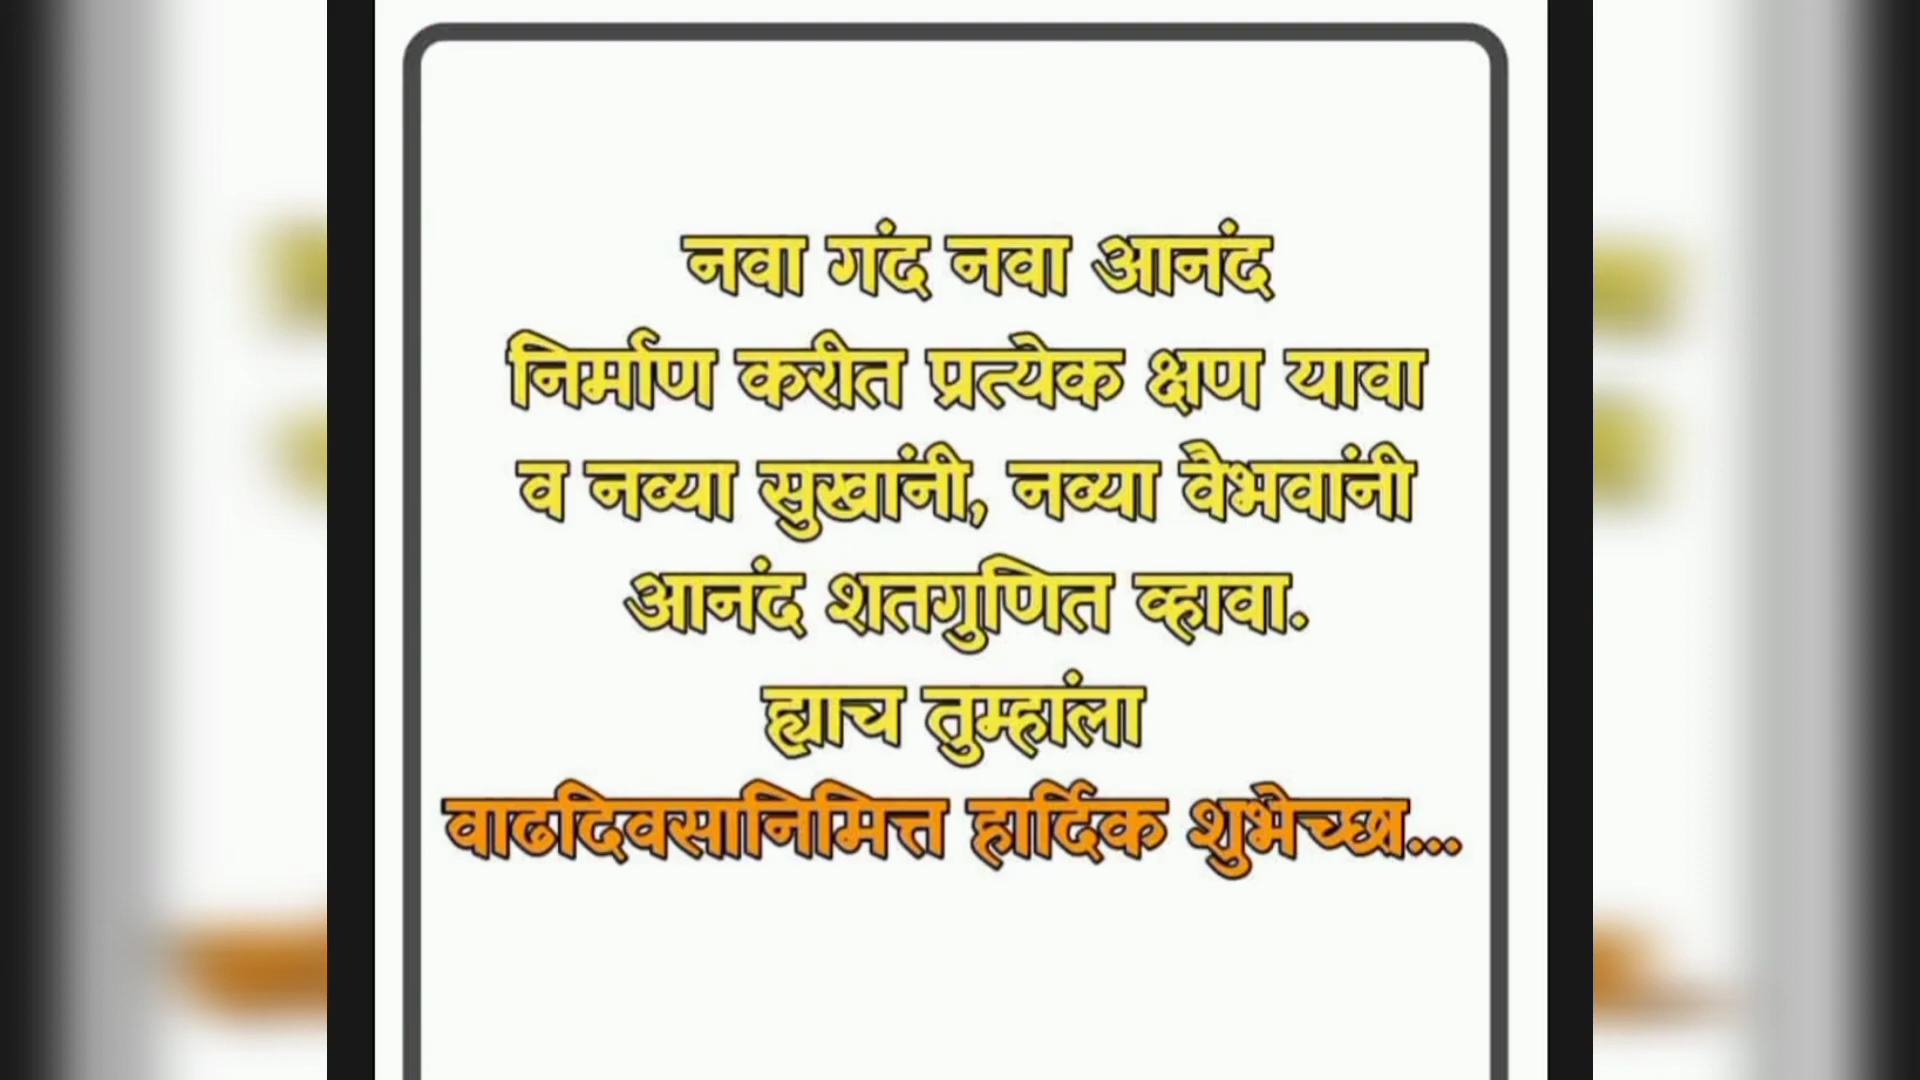 नवा गंद नवा आनंद
निर्माण करीत प्रत्येक क्षण यावा
व नव्या सुखांनी, नव्या वैभवांनी
आनंद शतगुणित व्हावा.
ह्याच तुम्हांला
वाढदिवसानिमित्त हार्दिक शुभेच्छा...